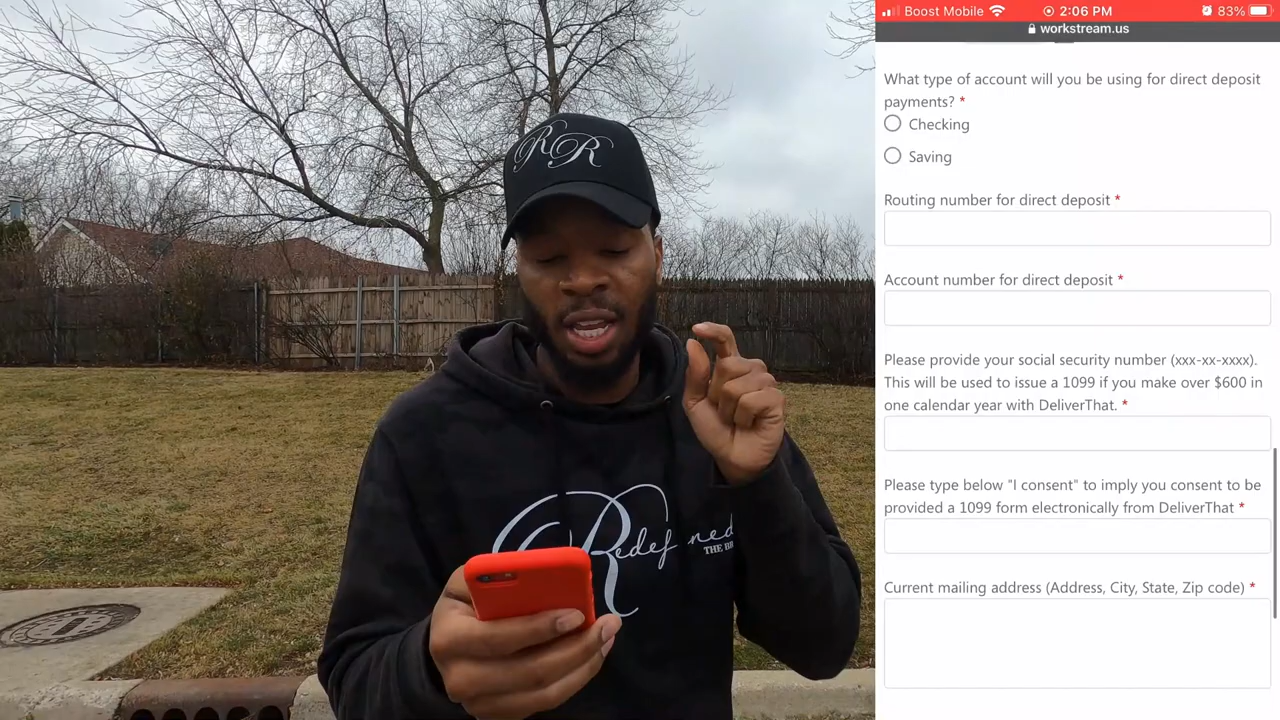 RR
Redefined
THE BR
Boost Mobile
2:06 PM
83%
workstream.us
What type of account will you be using for direct deposit
payments? *
Checking
Saving
Routing number for direct deposit *
Account number for direct deposit *
Please provide your social security number (xxx-xx-xxxx).
This will be used to issue a 1099 if you make over $600 in
one calendar year with DeliverThat. *
Please type below "I consent" to imply you consent to be
provided a 1099 form electronically from DeliverThat *
Current mailing address (Address, City, State, Zip code) *